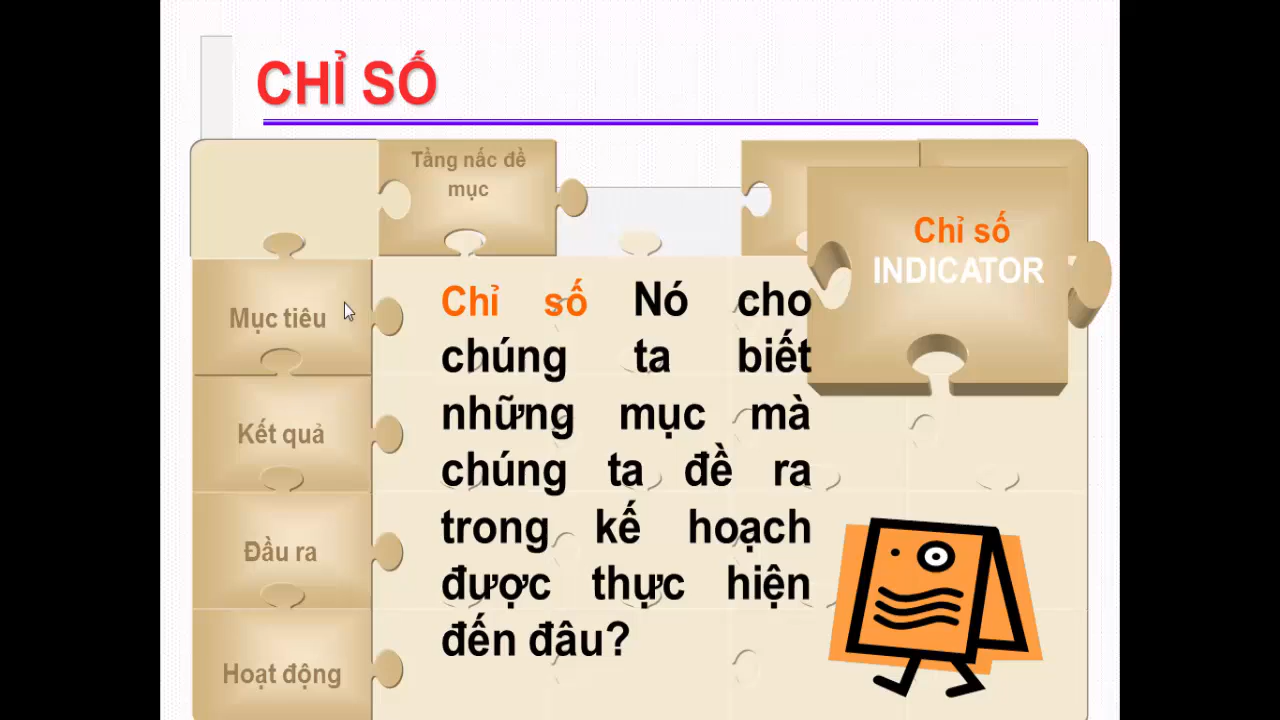 CHỈ SỐ
Tầng nấc đề
mục
Chỉ số
INDICATOR
Mục tiêu
Kết quả
Đầu ra
Hoạt động
Chỉ số Nó cho
chúng ta biết
những mục mà
chúng ta đề ra
trong kế hoạch
được thực hiện
đến đâu?